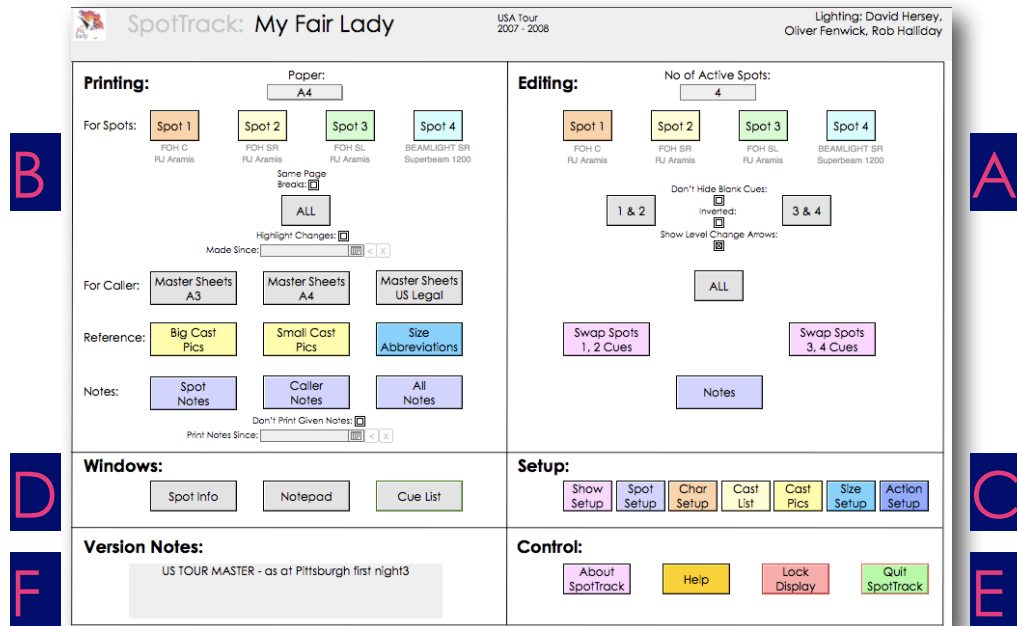 SpotTrack: My Fair Lady
USA Tour
2007 - 2008
Lighting: David Hersey,
Oliver Fenwick, Rob Halliday
B
Printing:
Paper:
A4
For Spots:
Spot 1
Spot 2
Spot 3
Spot 4
FOH C
FOH SR
FOH SL
BEAMLIGHT SR
RJ Aramis
RJ Aramis
RJ Aramis
Superbeam 1200
Same Page
Breaks:
ALL
Highlight Changes:
Made Since:
< x
For Caller:
Master Sheets
A3
Master Sheets
A4
Master Sheets
US Legal
Reference:
Big Cast
Pics
Small Cast
Pics
Size
Abbreviations
Notes:
Spot
Notes
Caller
Notes
All
Notes
Don't Print Given Notes:
Print Notes Since:
< x
A
Editing:
No of Active Spots:
4
Spot 1
Spot 2
Spot 3
Spot 4
FOH C
FOH SR
FOH SL
BEAMLIGHT SR
RJ Aramis
RJ Aramis
RJ Aramis
Superbeam 1200
Don't Hide Blank Cues:
1 & 2
Inverted:
3 & 4
Show Level Change Arrows:
ALL
Swap Spots
1, 2 Cues
Swap Spots
3, 4 Cues
Notes
D
Windows:
Spot Info
Notepad
Cue List
C
Setup:
Show
Setup
Spot
Setup
Char
Setup
Cast
List
Cast
Pics
Size
Setup
Action
Setup
F
Version Notes:
US TOUR MASTER - as at Pittsburgh first night3
E
Control:
About
SpotTrack
Help
Lock
Display
Quit
SpotTrack